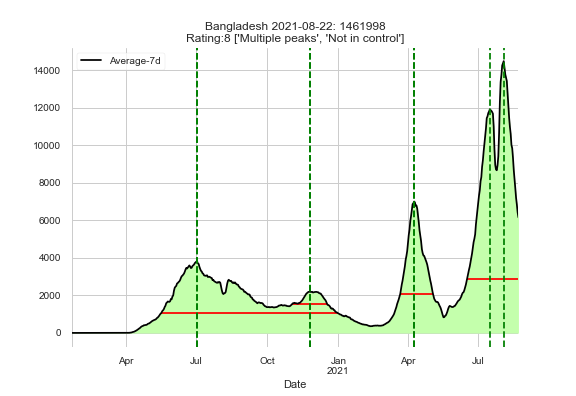 Bangladesh 2021-08-22: 1461998
Rating:8 ['Multiple peaks', 'Not in control']
Average-7d
14000
12000
10000
8000
6000
4000
2000
0
Apr Jul Oct Jan Apr Jul
2021
Date